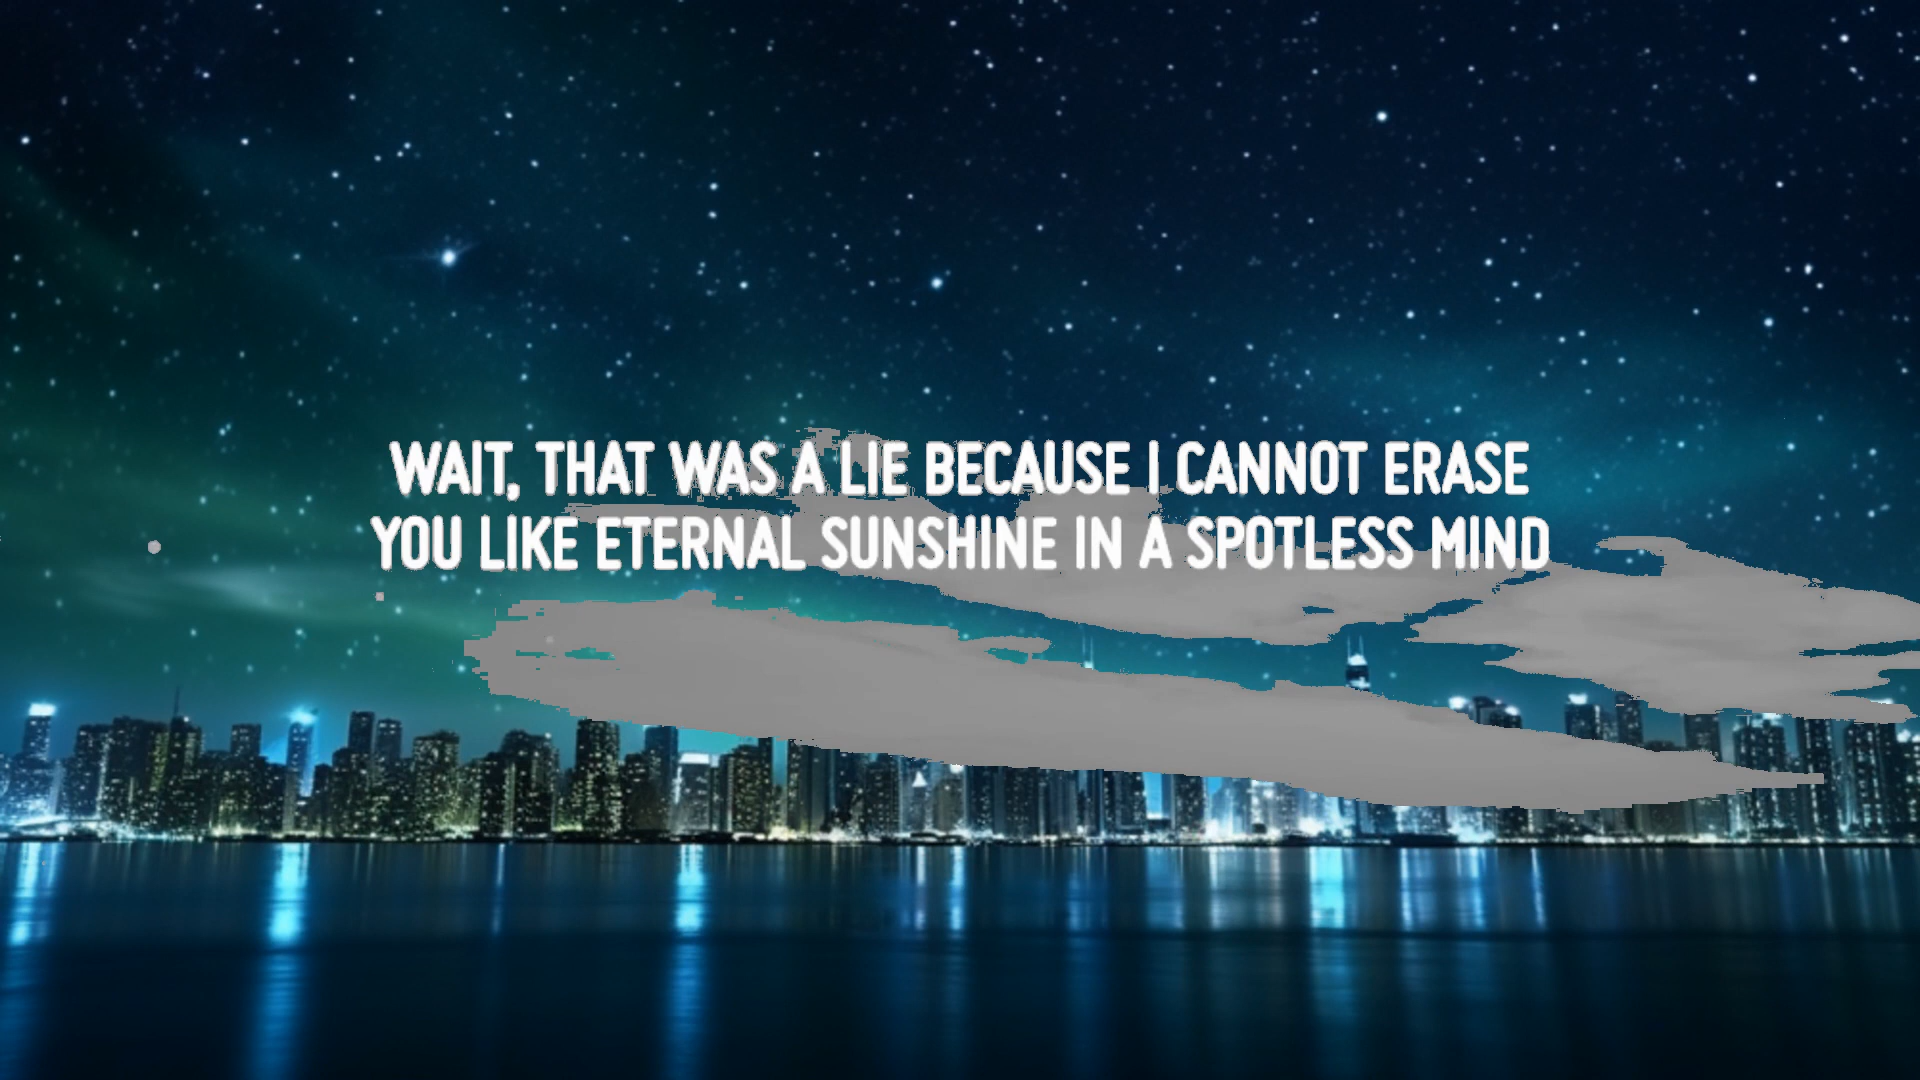 WAIT, THAT WAS A LIE BECAUSE I CANNOT ERASE
YOU LIKE ETERNAL SUNSHINE IN A SPOTLESS MIND